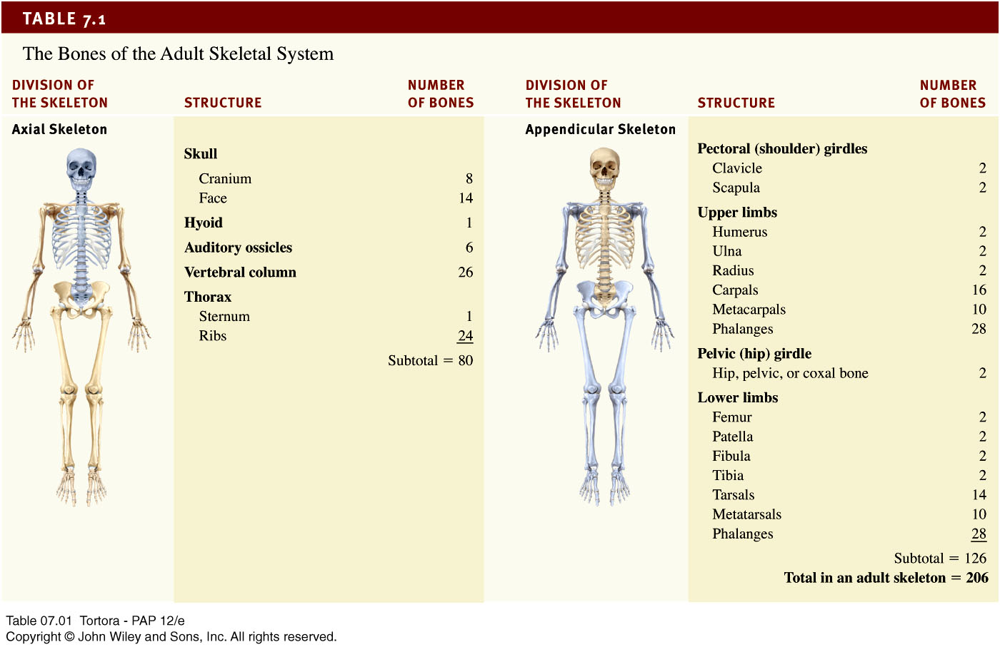 TABLE 7.1
The Bones of the Adult Skeletal System
DIVISION OF
THE SKELETON
STRUCTURE
NUMBER
OF BONES
Axial Skeleton
Skull
Cranium 8
Face 14
Hyoid 1
Auditory ossicles 6
Vertebral column 26
Thorax
Sternum 1
Ribs 24
Subtotal = 80
DIVISION OF
THE SKELETON
STRUCTURE
NUMBER
OF BONES
Appendicular Skeleton
Pectoral (shoulder) girdles
Clavicle 2
Scapula 2
Upper limbs
Humerus 2
Ulna 2
Radius 2
Carpals 16
Metacarpals 10
Phalanges 28
Pelvic (hip) girdle
Hip, pelvic, or coxal bone 2
Lower limbs
Femur 2
Patella 2
Fibula 2
Tibia 2
Tarsals 14
Metatarsals 10
Phalanges 28
Subtotal = 126
Total in an adult skeleton = 206
Table 07.01 Tortora - PAP 12/e
Copyright © John Wiley and Sons, Inc. All rights reserved.